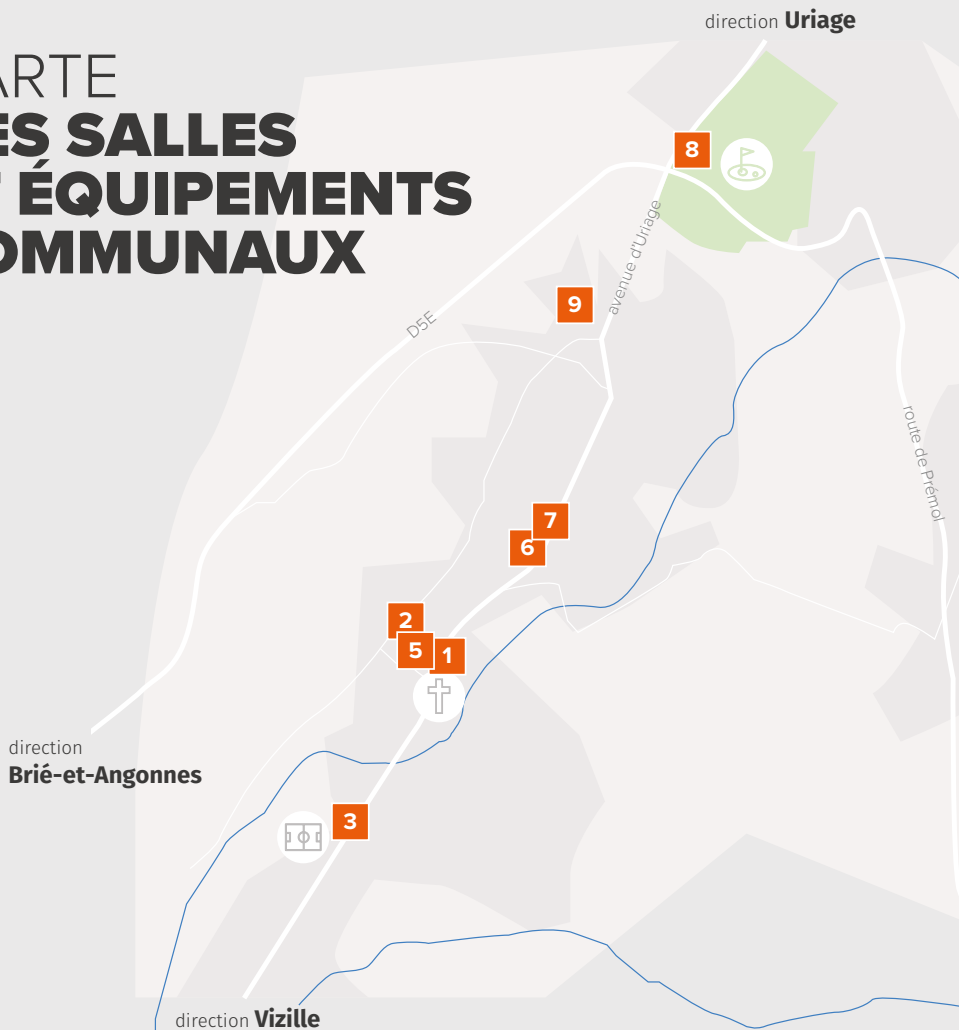 direction Uriage
ARTE
ES SALLES
ÉQUIPEMENTS
OMMUNAUX
8
avenue d'Uriage
9
D5E
route de Prémol
7
6
2
5
1
direction
Brié-et-Angonnes
3
direction Vizille